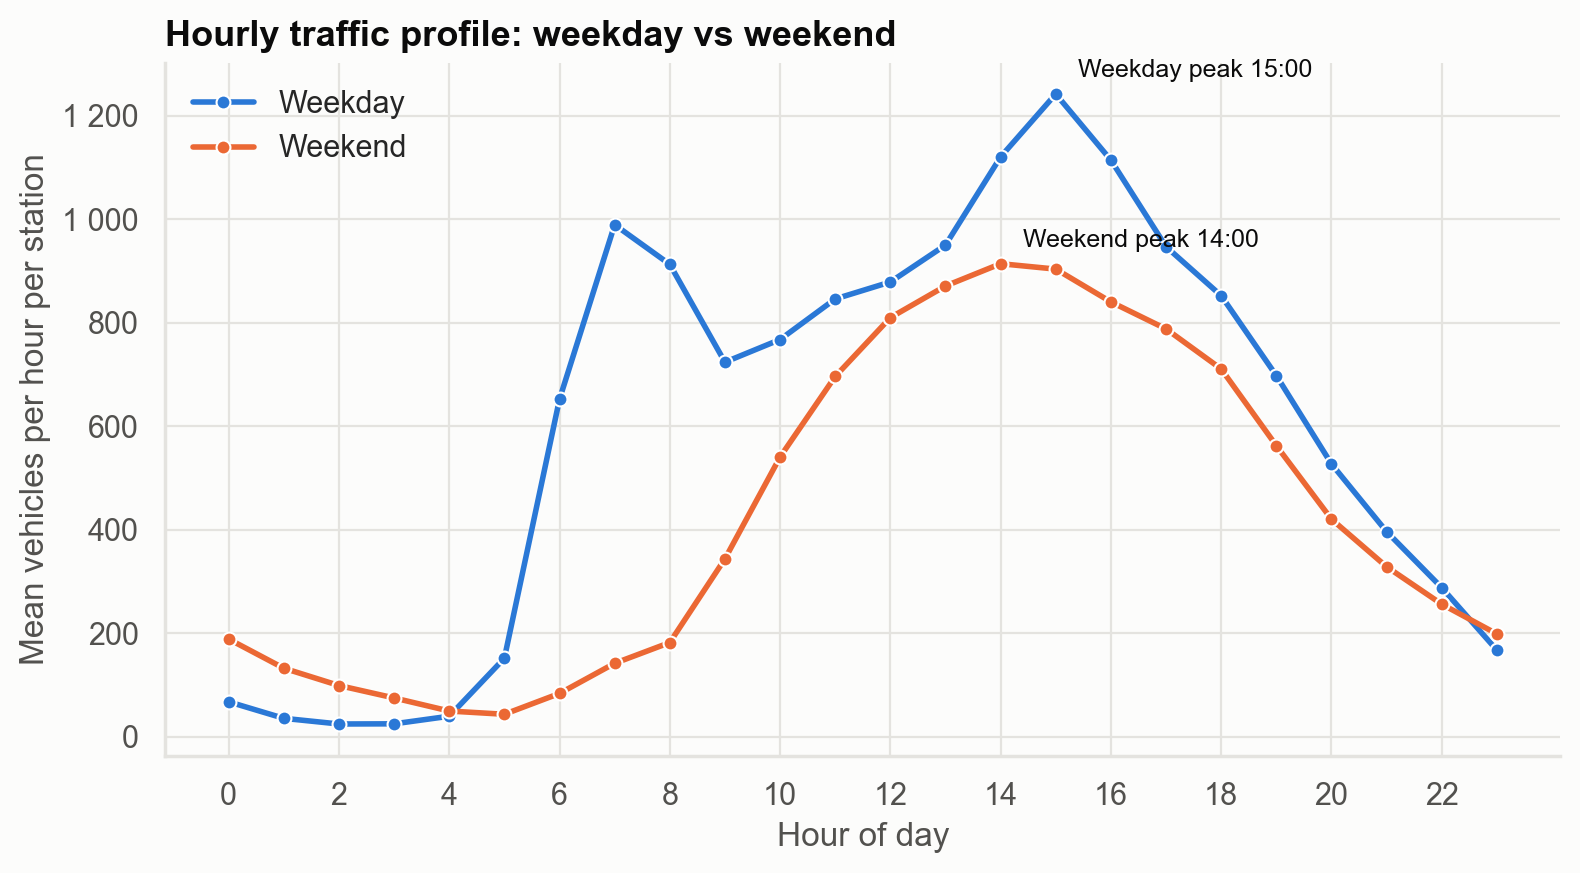 Hourly traffic profile: weekday vs weekend
Weekday peak 15:00
Weekday
Weekend
Weekend peak 14:00
Mean vehicles per hour per station
1 200
1 000
800
600
400
200
0
0 2 4 6 8 10 12 14 16 18 20 22
Hour of day